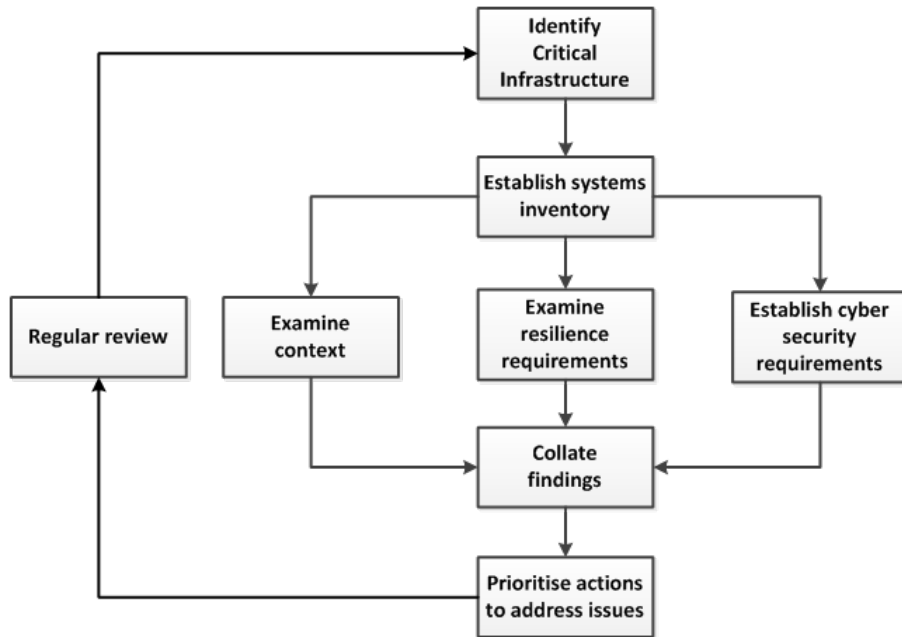 Identify
Critical
Infrastructure
Establish systems
inventory
Regular review
Examine
context
Examine
resilience
requirements
Establish cyber
security
requirements
Collate
findings
Prioritise actions
to address issues